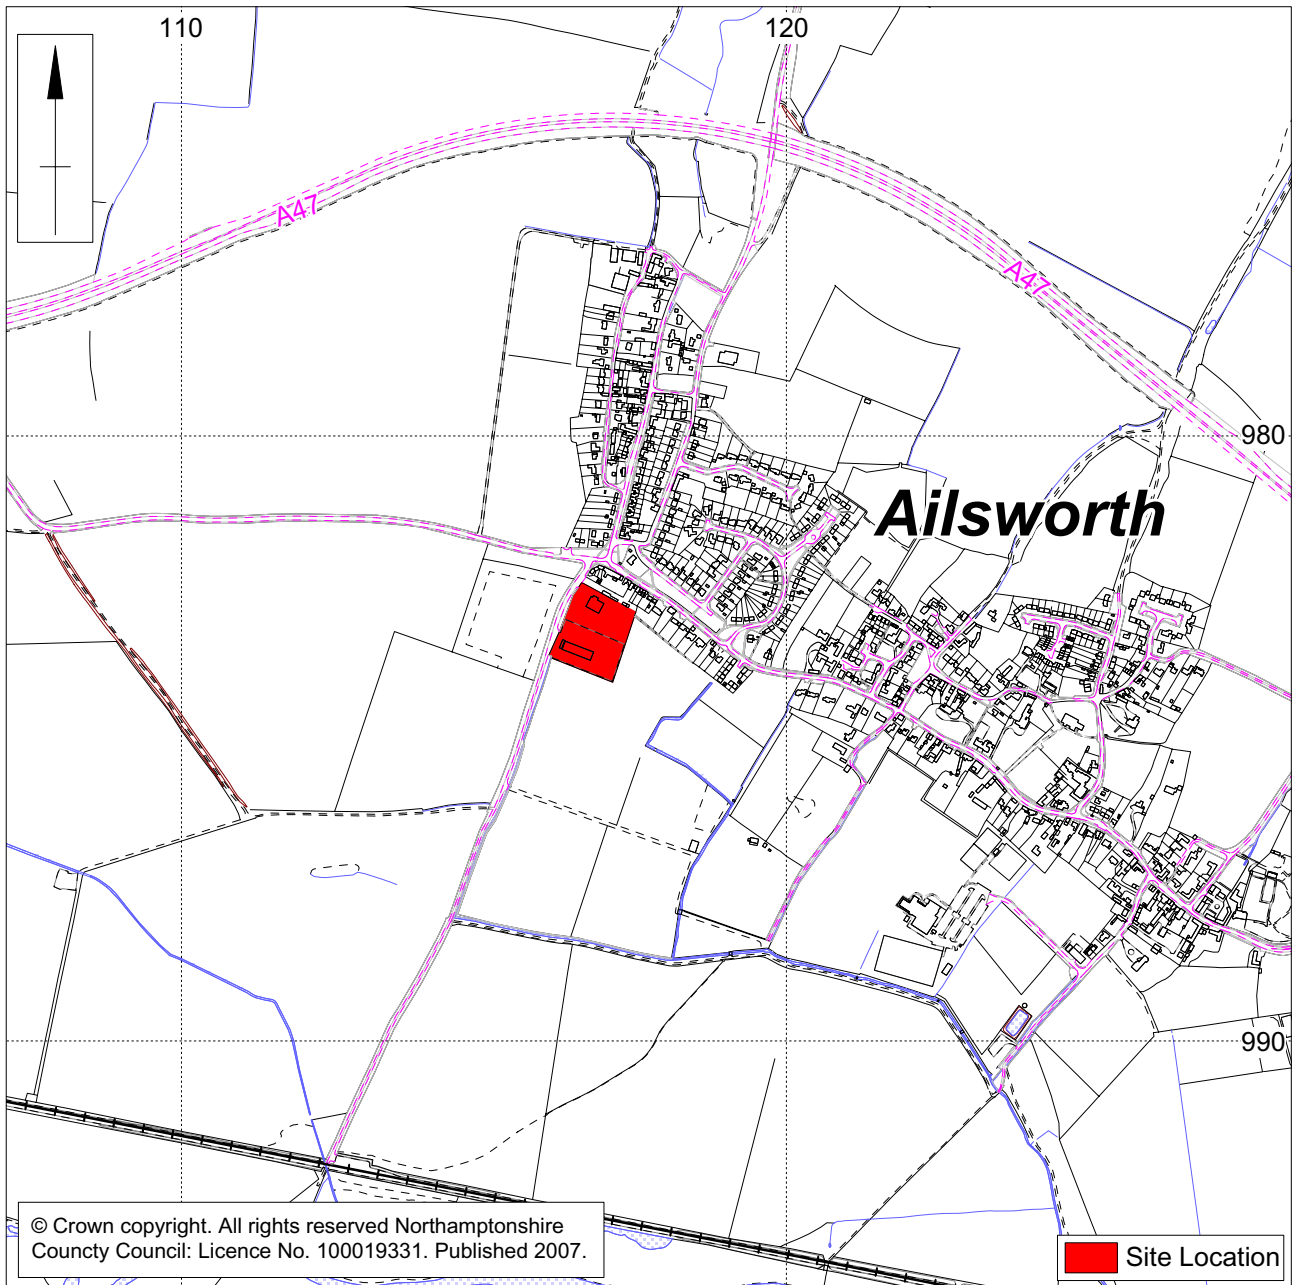 110
120
A47
A47
980
Ailsworth
990
© Crown copyright. All rights reserved Northamptonshire
Councty Council: Licence No. 100019331. Published 2007.
Site Location